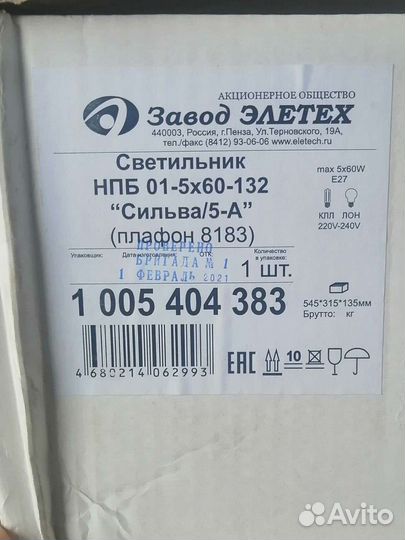 АКЦИОНЕРНОЕ ОБЩЕСТВО
Завод ЭЛЕТЕХ
440003, Россия, г.Пенза, Ул.Терновского, 19А,
тел./факс (8412) 93-06-06 www.eletech.ru
Светильник
НПБ 01-5х60-132
"Сильва/5-А"
(плафон 8183)
max 5x60W
E27
КЛЛ ЛОН
220V-240V
Упаковщик: Дата изготовления: ОТК: Количество
в упаковке:
ПРОВЕРЕНО
БРИГАДА № 1
1 ФЕВРАЛЬ 2021
1 шт.
1 005 404 383
545*315*135мм
Брутто: кг
4 680214 062993
EAC
10
Avito